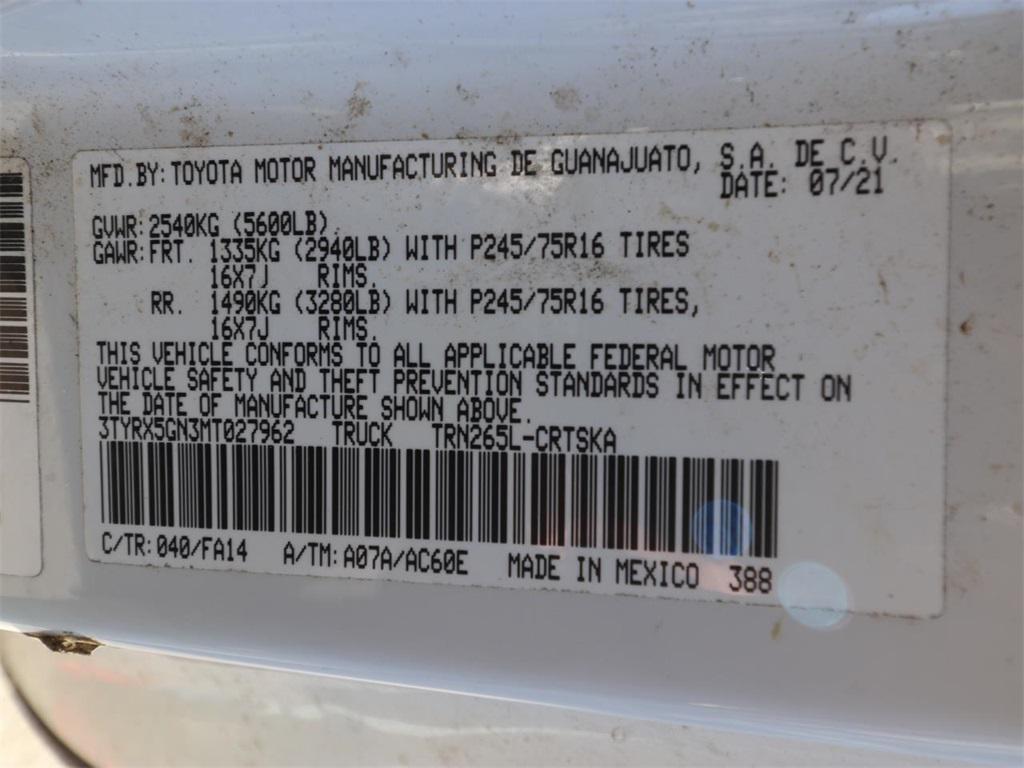 MFD.BY: TOYOTA MOTOR MANUFACTURING DE GUANAJUATO, S.A. DE C.V.
DATE: 07/21
GVWR: 2540KG (5600LB)
GAWR: FRT. 1335KG (2940LB) WITH P245/75R16 TIRES
16X7J RIMS.
RR. 1490KG (3280LB) WITH P245/75R16 TIRES,
16X7J RIMS.
THIS VEHICLE CONFORMS TO ALL APPLICABLE FEDERAL MOTOR
VEHICLE SAFETY AND THEFT PREVENTION STANDARDS IN EFFECT ON
THE DATE OF MANUFACTURE SHOWN ABOVE.
3TYRX5GN3MT027962 TRUCK TRN265L-CRTSKA
C/TR: 040/FA14 A/TM: A07A/AC60E MADE IN MEXICO 388